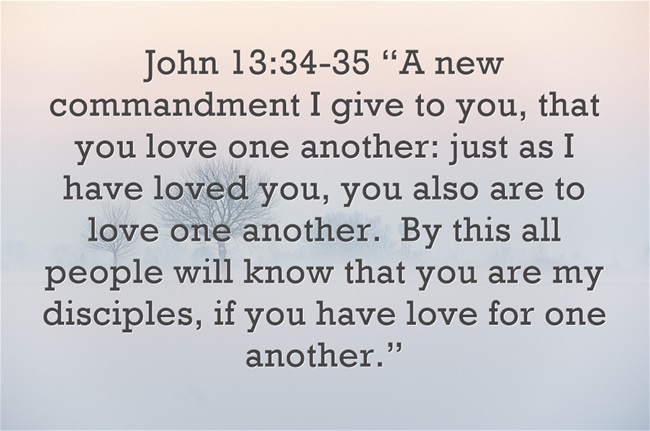 John 13:34-35 “A new
commandment I give to you, that
you love one another: just as I
have loved you, you also are to
love one another.  By this all
people will know that you are my
disciples, if you have love for one
another.”